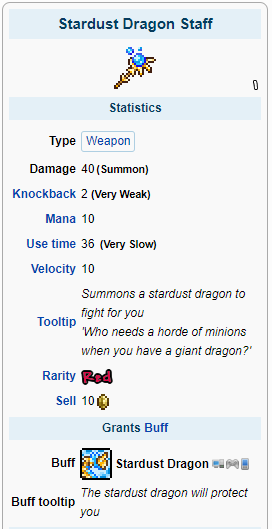 Stardust Dragon Staff
Statistics
Type Weapon
Damage 40 (Summon)
Knockback 2 (Very Weak)
Mana 10
Use time 36 (Very Slow)
Velocity 10
Tooltip Summons a stardust dragon to
fight for you
'Who needs a horde of minions
when you have a giant dragon?'
Rarity Red
Sell 10
Grants Buff
Buff Stardust Dragon
Buff tooltip The stardust dragon will protect
you